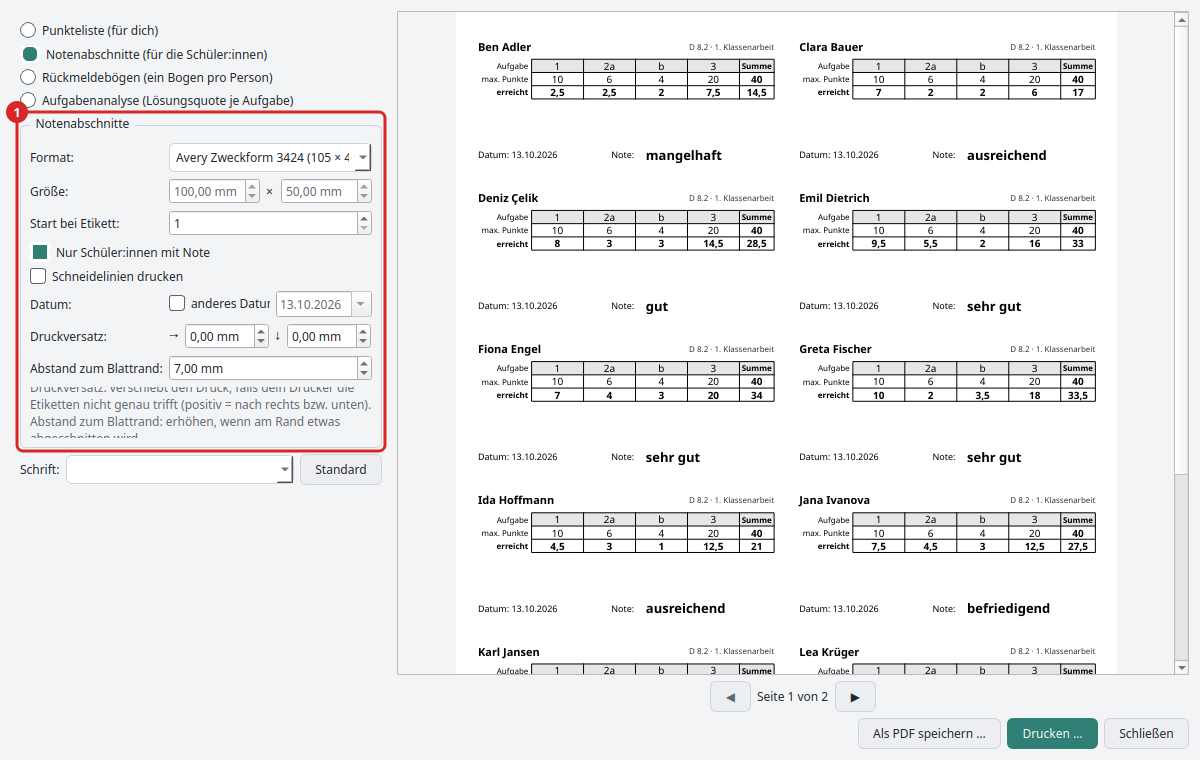 Punkteliste (für dich)
Notenabschnitte (für die Schüler:innen)
Rückmeldebögen (ein Bogen pro Person)
Aufgabenanalyse (Lösungsquote je Aufgabe)
1
Notenabschnitte
Format: Avery Zweckform 3424 (105 × 4
Größe: 100,00 mm × 50,00 mm
Start bei Etikett: 1
Nur Schüler:innen mit Note
Schneidelinien drucken
Datum: anderes Datur 13.10.2026
Druckversatz: → 0,00 mm ↓ 0,00 mm
Abstand zum Blattrand: 7,00 mm
Druckversatz: verschiebt den Druck, falls dein Drucker die
Etiketten nicht genau trifft (positiv = nach rechts bzw. unten).
Abstand zum Blattrand: erhöhen, wenn am Rand etwas
abgeschnitten wird.
Schrift: Standard
Ben Adler D 8.2 · 1. Klassenarbeit
Aufgabe 1 2a b 3 Summe
max. Punkte 10 6 4 20 40
erreicht 2,5 2,5 2 7,5 14,5
Datum: 13.10.2026 Note: mangelhaft
Clara Bauer D 8.2 · 1. Klassenarbeit
Aufgabe 1 2a b 3 Summe
max. Punkte 10 6 4 20 40
erreicht 7 2 2 6 17
Datum: 13.10.2026 Note: ausreichend
Deniz Çelik D 8.2 · 1. Klassenarbeit
Aufgabe 1 2a b 3 Summe
max. Punkte 10 6 4 20 40
erreicht 8 3 3 14,5 28,5
Datum: 13.10.2026 Note: gut
Emil Dietrich D 8.2 · 1. Klassenarbeit
Aufgabe 1 2a b 3 Summe
max. Punkte 10 6 4 20 40
erreicht 9,5 5,5 2 16 33
Datum: 13.10.2026 Note: sehr gut
Fiona Engel D 8.2 · 1. Klassenarbeit
Aufgabe 1 2a b 3 Summe
max. Punkte 10 6 4 20 40
erreicht 7 4 3 20 34
Datum: 13.10.2026 Note: sehr gut
Greta Fischer D 8.2 · 1. Klassenarbeit
Aufgabe 1 2a b 3 Summe
max. Punkte 10 6 4 20 40
erreicht 10 2 3,5 18 33,5
Datum: 13.10.2026 Note: sehr gut
Ida Hoffmann D 8.2 · 1. Klassenarbeit
Aufgabe 1 2a b 3 Summe
max. Punkte 10 6 4 20 40
erreicht 4,5 3 1 12,5 21
Datum: 13.10.2026 Note: ausreichend
Jana Ivanova D 8.2 · 1. Klassenarbeit
Aufgabe 1 2a b 3 Summe
max. Punkte 10 6 4 20 40
erreicht 7,5 4,5 3 12,5 27,5
Datum: 13.10.2026 Note: befriedigend
Karl Jansen D 8.2 · 1. Klassenarbeit
Aufgabe 1 2a b 3 Summe
Lea Krüger D 8.2 · 1. Klassenarbeit
Aufgabe 1 2a b 3 Summe
◀ Seite 1 von 2 ▶
Als PDF speichern ... Drucken ... Schließen